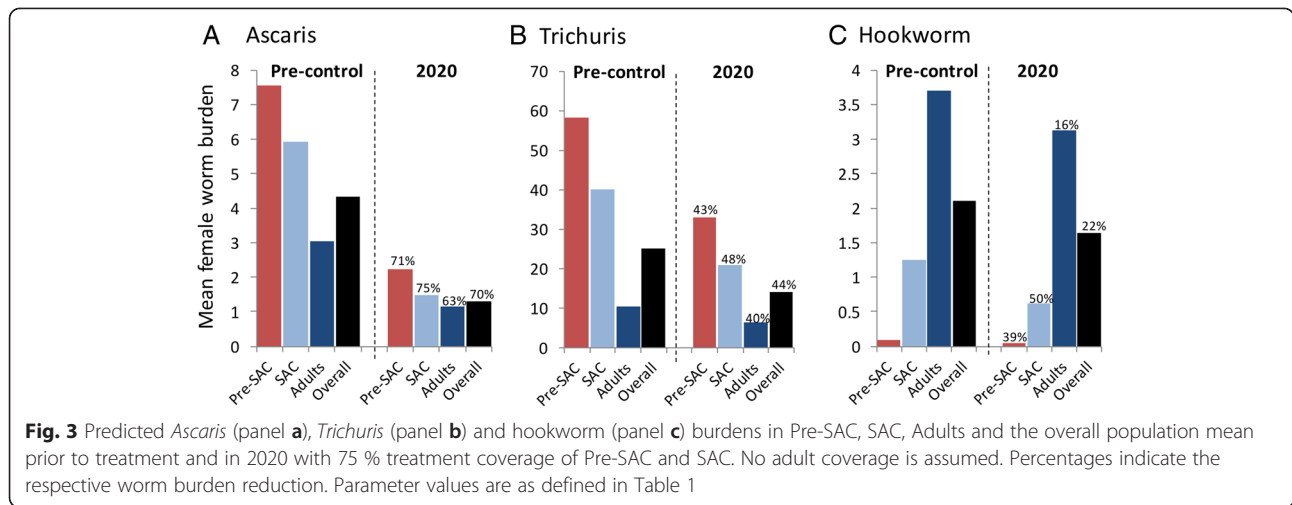 A Ascaris
B Trichuris
C Hookworm
Pre-control 2020
Pre-control 2020
Pre-control 2020
Mean female worm burden
8
7
6
5
4
3
2
1
0
71%
75%
63%
70%
Pre-SAC
SAC
Adults
Overall
Pre-SAC
SAC
Adults
Overall
70
60
50
40
30
20
10
0
43%
48%
40%
44%
Pre-SAC
SAC
Adults
Overall
Pre-SAC
SAC
Adults
Overall
4
3.5
3
2.5
2
1.5
1
0.5
0
39%
50%
16%
22%
Pre-SAC
SAC
Adults
Overall
Pre-SAC
SAC
Adults
Overall
Fig. 3 Predicted Ascaris (panel a), Trichuris (panel b) and hookworm (panel c) burdens in Pre-SAC, SAC, Adults and the overall population mean
prior to treatment and in 2020 with 75 % treatment coverage of Pre-SAC and SAC. No adult coverage is assumed. Percentages indicate the
respective worm burden reduction. Parameter values are as defined in Table 1